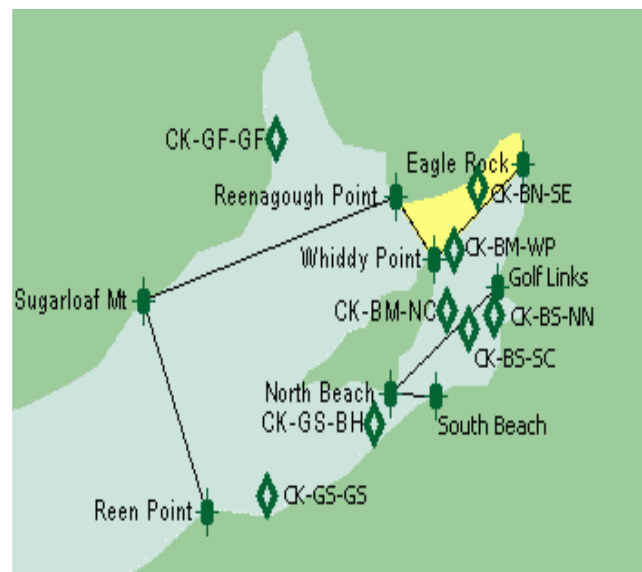 CK-GF-GF
Eagle Rock
Reenagough Point
CK-BN-SE
CK-BM-WP
Whiddy Point
Golf Links
Sugarloaf Mt
CK-BM-NC
CK-BS-NN
CK-BS-SC
North Beach
CK-GS-BH
South Beach
CK-GS-GS
Reen Point